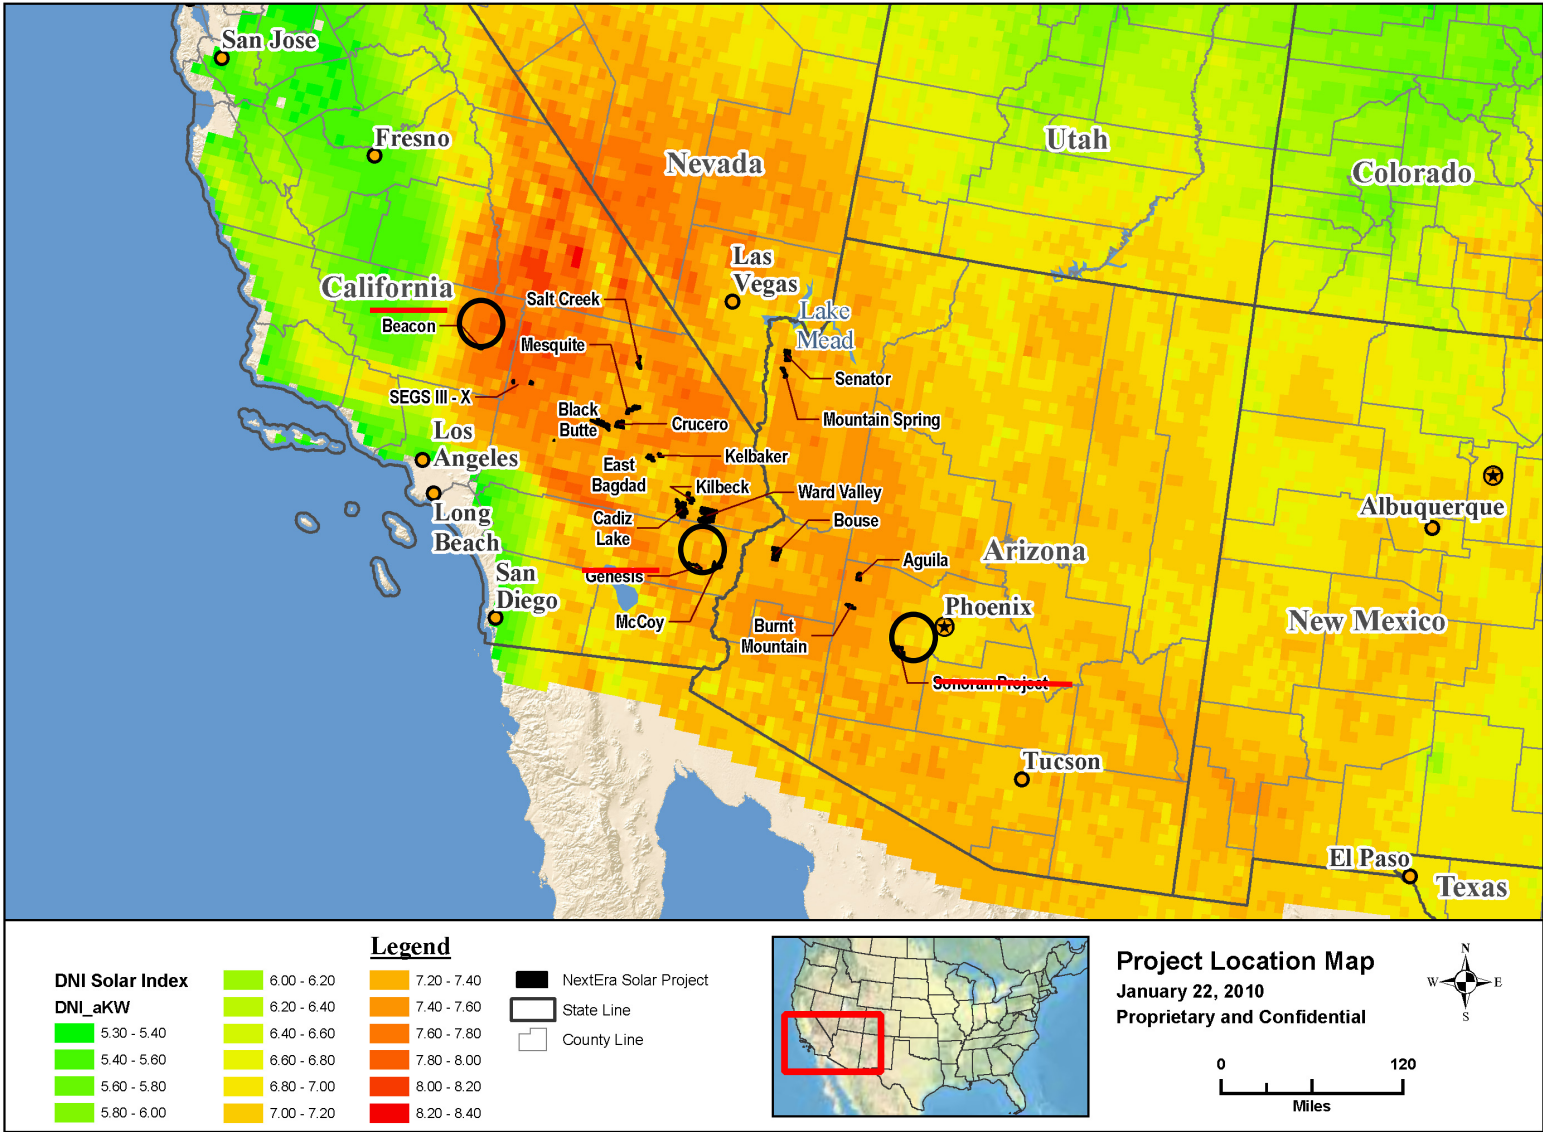 San Jose
Fresno
Nevada
Utah
Colorado
Las
Vegas
California
Salt Creek
Lake
Mead
Beacon
Mesquite
Senator
SEGS III - X
Black
Butte
Crucero
Mountain Spring
Los
Angeles
East
Bagdad
Kelbaker
Kilbeck
Ward Valley
Albuquerque
Long
Beach
Cadiz
Lake
Bouse
Arizona
Aguila
San
Diego
Genesis
McCoy
Burnt
Mountain
Phoenix
New Mexico
Sonoran Project
Tucson
El Paso
Texas
Legend
DNI Solar Index
DNI_aKW
5.30 - 5.40
5.40 - 5.60
5.60 - 5.80
5.80 - 6.00
6.00 - 6.20
6.20 - 6.40
6.40 - 6.60
6.60 - 6.80
6.80 - 7.00
7.00 - 7.20
7.20 - 7.40
7.40 - 7.60
7.60 - 7.80
7.80 - 8.00
8.00 - 8.20
8.20 - 8.40
NextEra Solar Project
State Line
County Line
Project Location Map
January 22, 2010
Proprietary and Confidential
N
W E
S
0 120
Miles